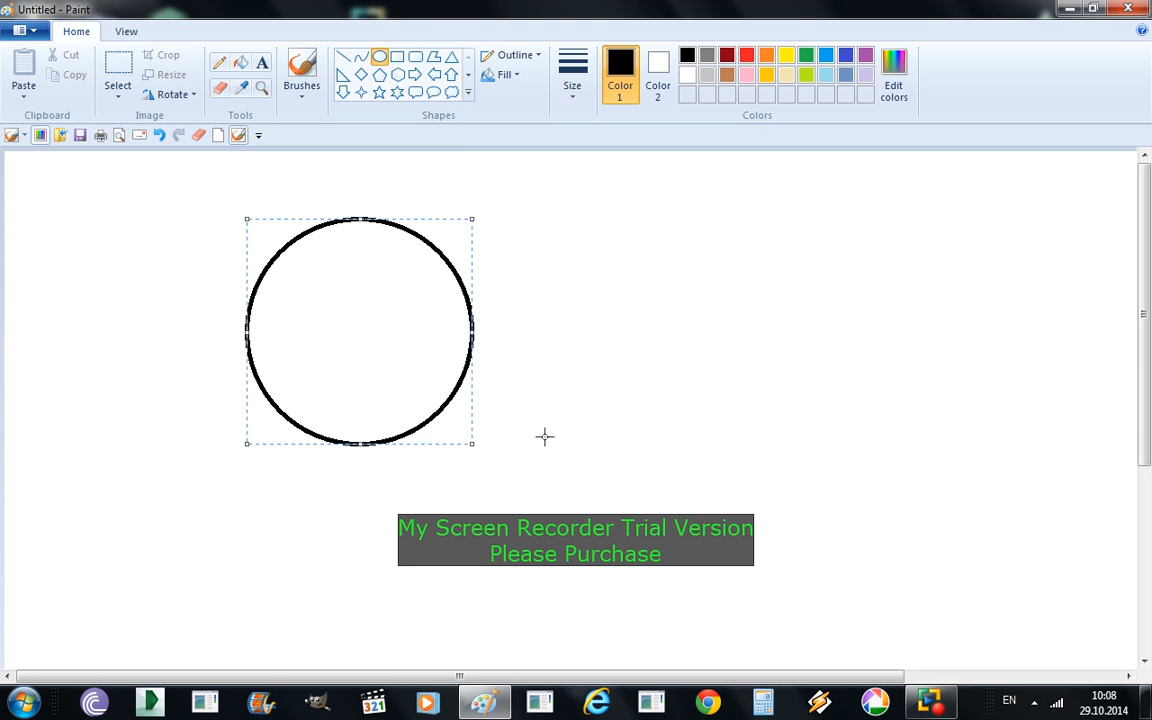 Untitled - Paint
Home View
Paste
Cut
Copy
Clipboard
Select
Crop
Resize
Rotate
Image
A
Tools
Brushes
Outline
Fill
Shapes
Size
Color 1
Color 2
Edit colors
Colors
My Screen Recorder Trial Version
Please Purchase
321
EN
10:08
29.10.2014